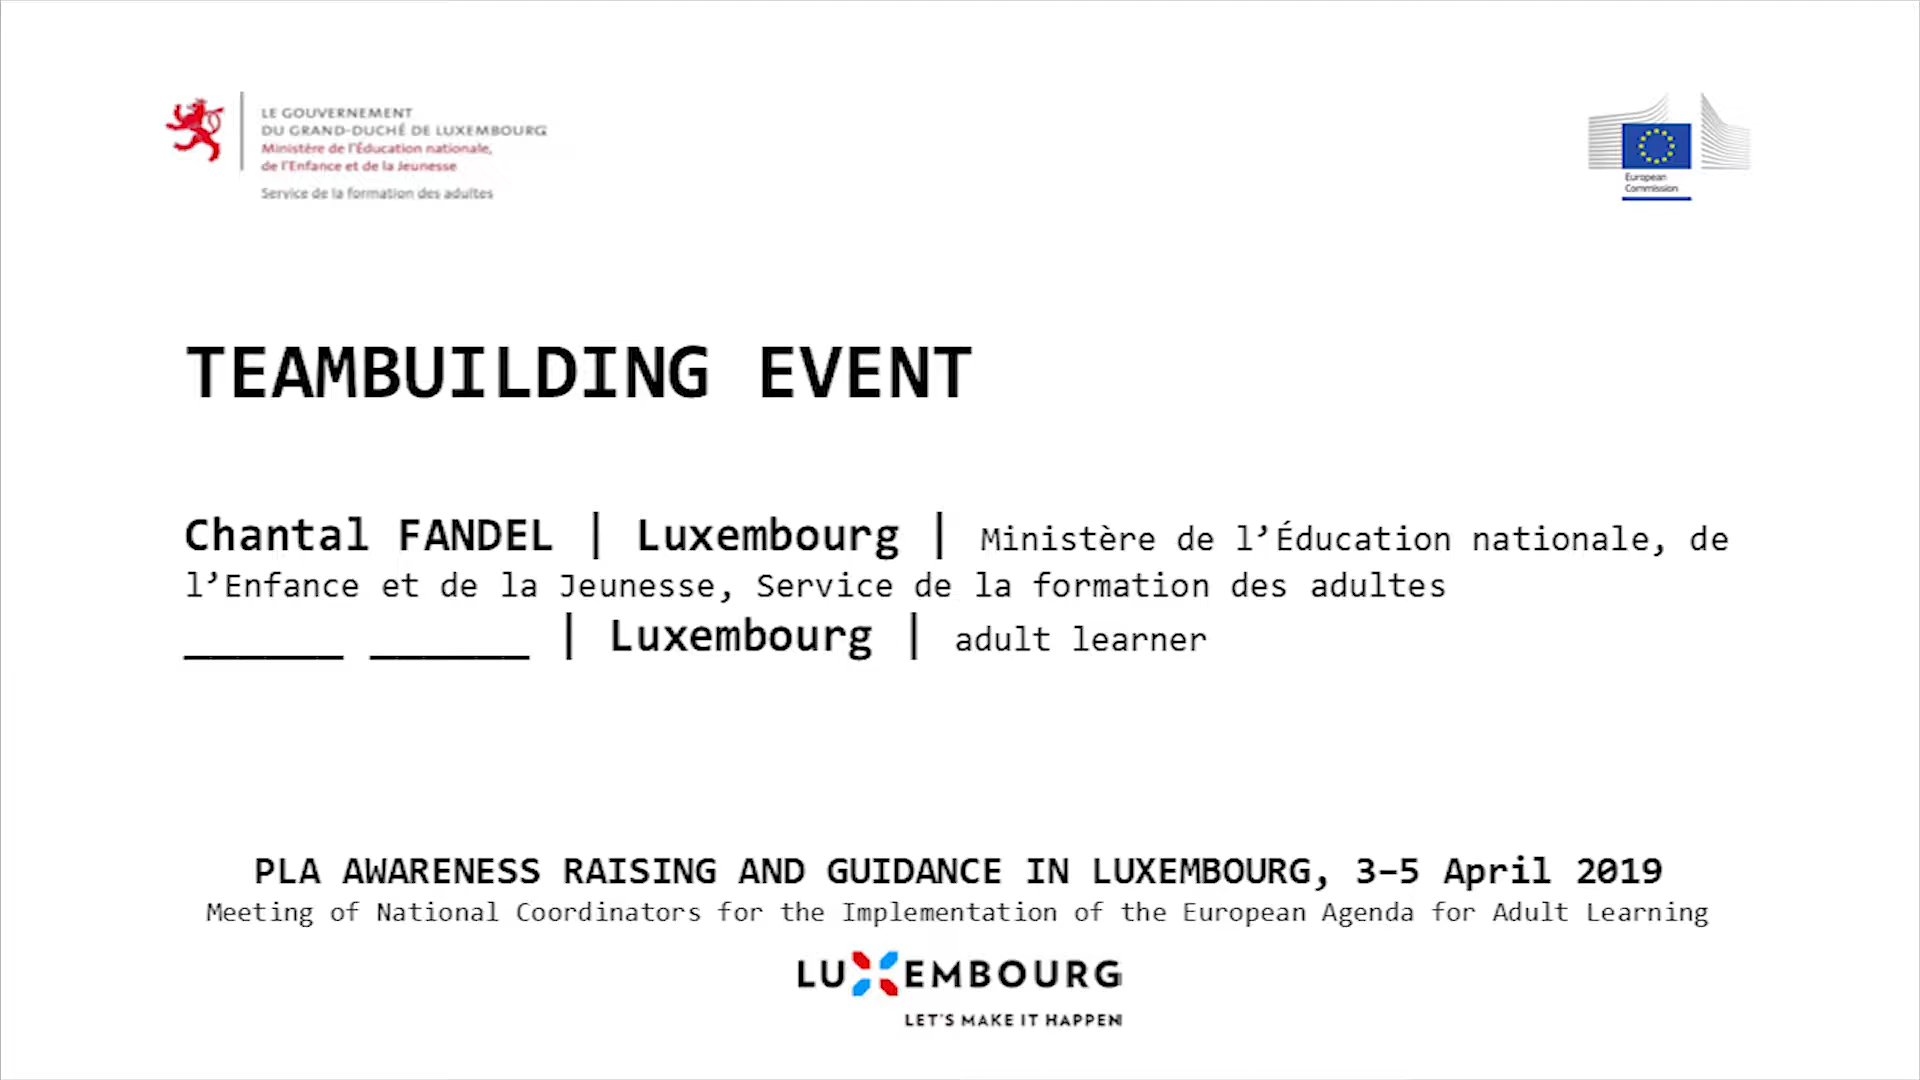 LE GOUVERNEMENT
DU GRAND-DUCHÉ DE LUXEMBOURG
Ministère de l'Éducation nationale,
de l'Enfance et de la Jeunesse
Service de la formation des adultes
European
Commission
TEAMBUILDING EVENT
Chantal FANDEL | Luxembourg | Ministère de l’Éducation nationale, de
l’Enfance et de la Jeunesse, Service de la formation des adultes
______ ______ | Luxembourg | adult learner
PLA AWARENESS RAISING AND GUIDANCE IN LUXEMBOURG, 3–5 April 2019
Meeting of National Coordinators for the Implementation of the European Agenda for Adult Learning
LUXEMBOURG
LET'S MAKE IT HAPPEN